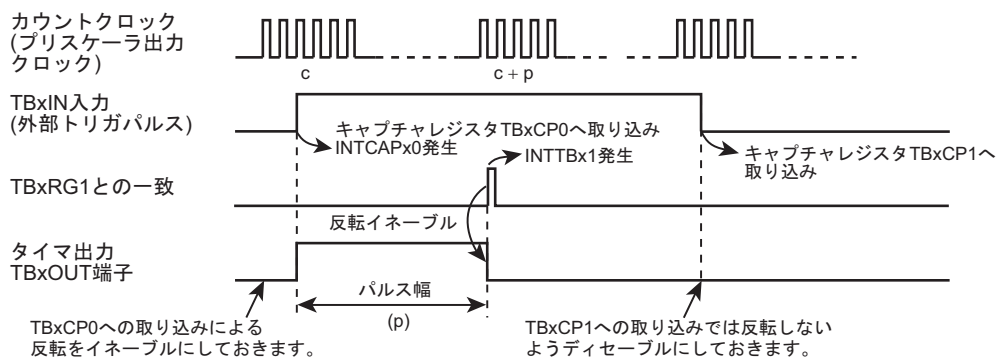 カウントクロック
(プリスケーラ出力
クロック)
c
c + p
TBxIN入力
(外部トリガパルス)
キャプチャレジスタTBxCP0へ取り込み
INTCAPx0発生
INTTBx1発生
キャプチャレジスタTBxCP1へ
取り込み
TBxRG1との一致
反転イネーブル
タイマ出力
TBxOUT端子
パルス幅
(p)
TBxCP0への取り込みによる
反転をイネーブルにしておきます。
TBxCP1への取り込みでは反転しない
ようディセーブルにしておきます。